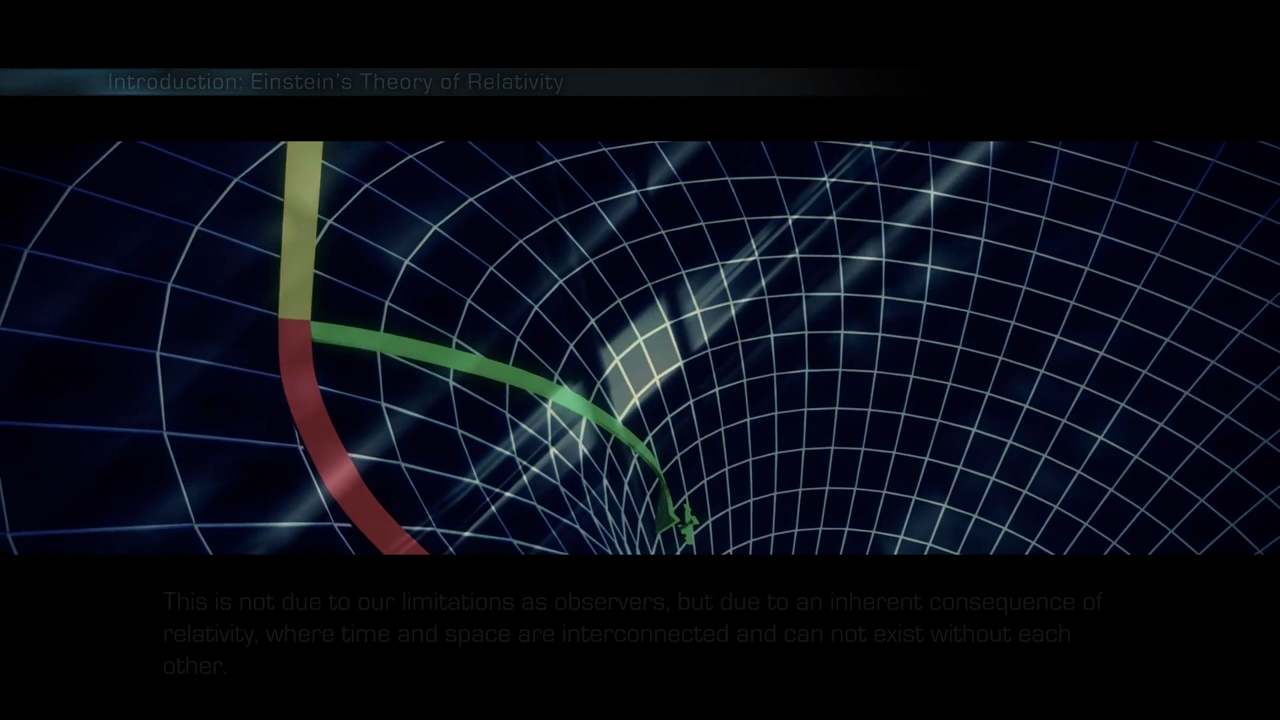 Introduction: Einstein's Theory of Relativity
This is not due to our limitations as observers, but due to an inherent consequence of
relativity, where time and space are interconnected and can not exist without each
other.